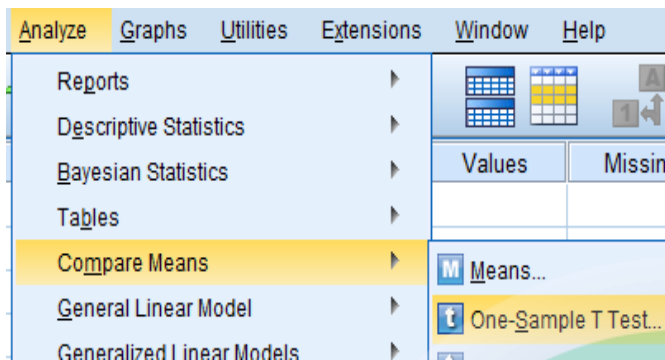 Analyze Graphs Utilities Extensions Window Help
Reports
Descriptive Statistics
Bayesian Statistics
Tables
Compare Means
General Linear Model
Generalized Linear Models
A
1
Values Missin
M Means...
t One-Sample T Test...